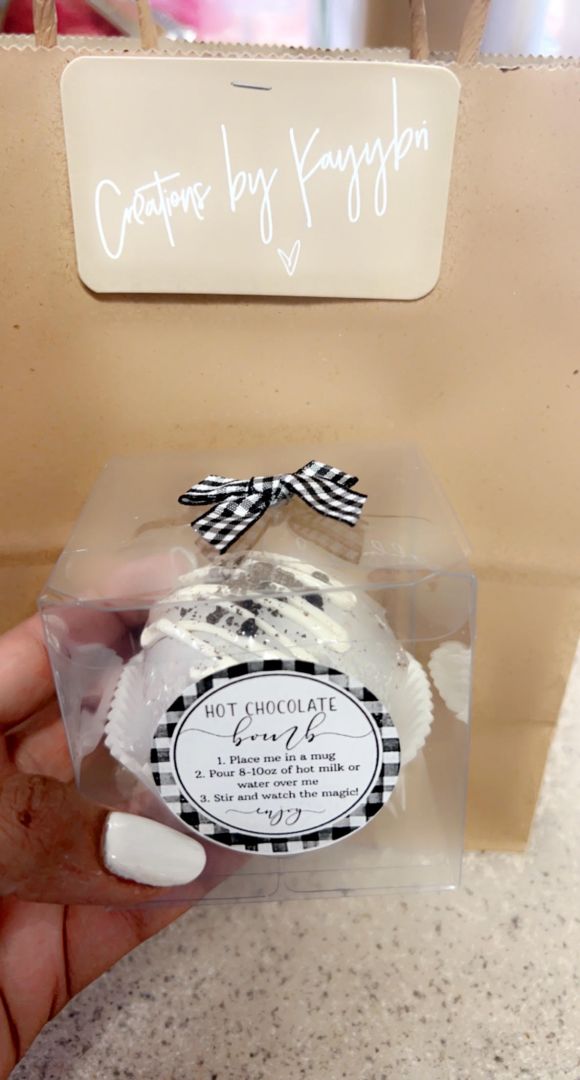 Creations by Kayybri
HOT CHOCOLATE
bomb
1. Place me in a mug
2. Pour 8-10oz of hot milk or
water over me
3. Stir and watch the magic!
enjoy